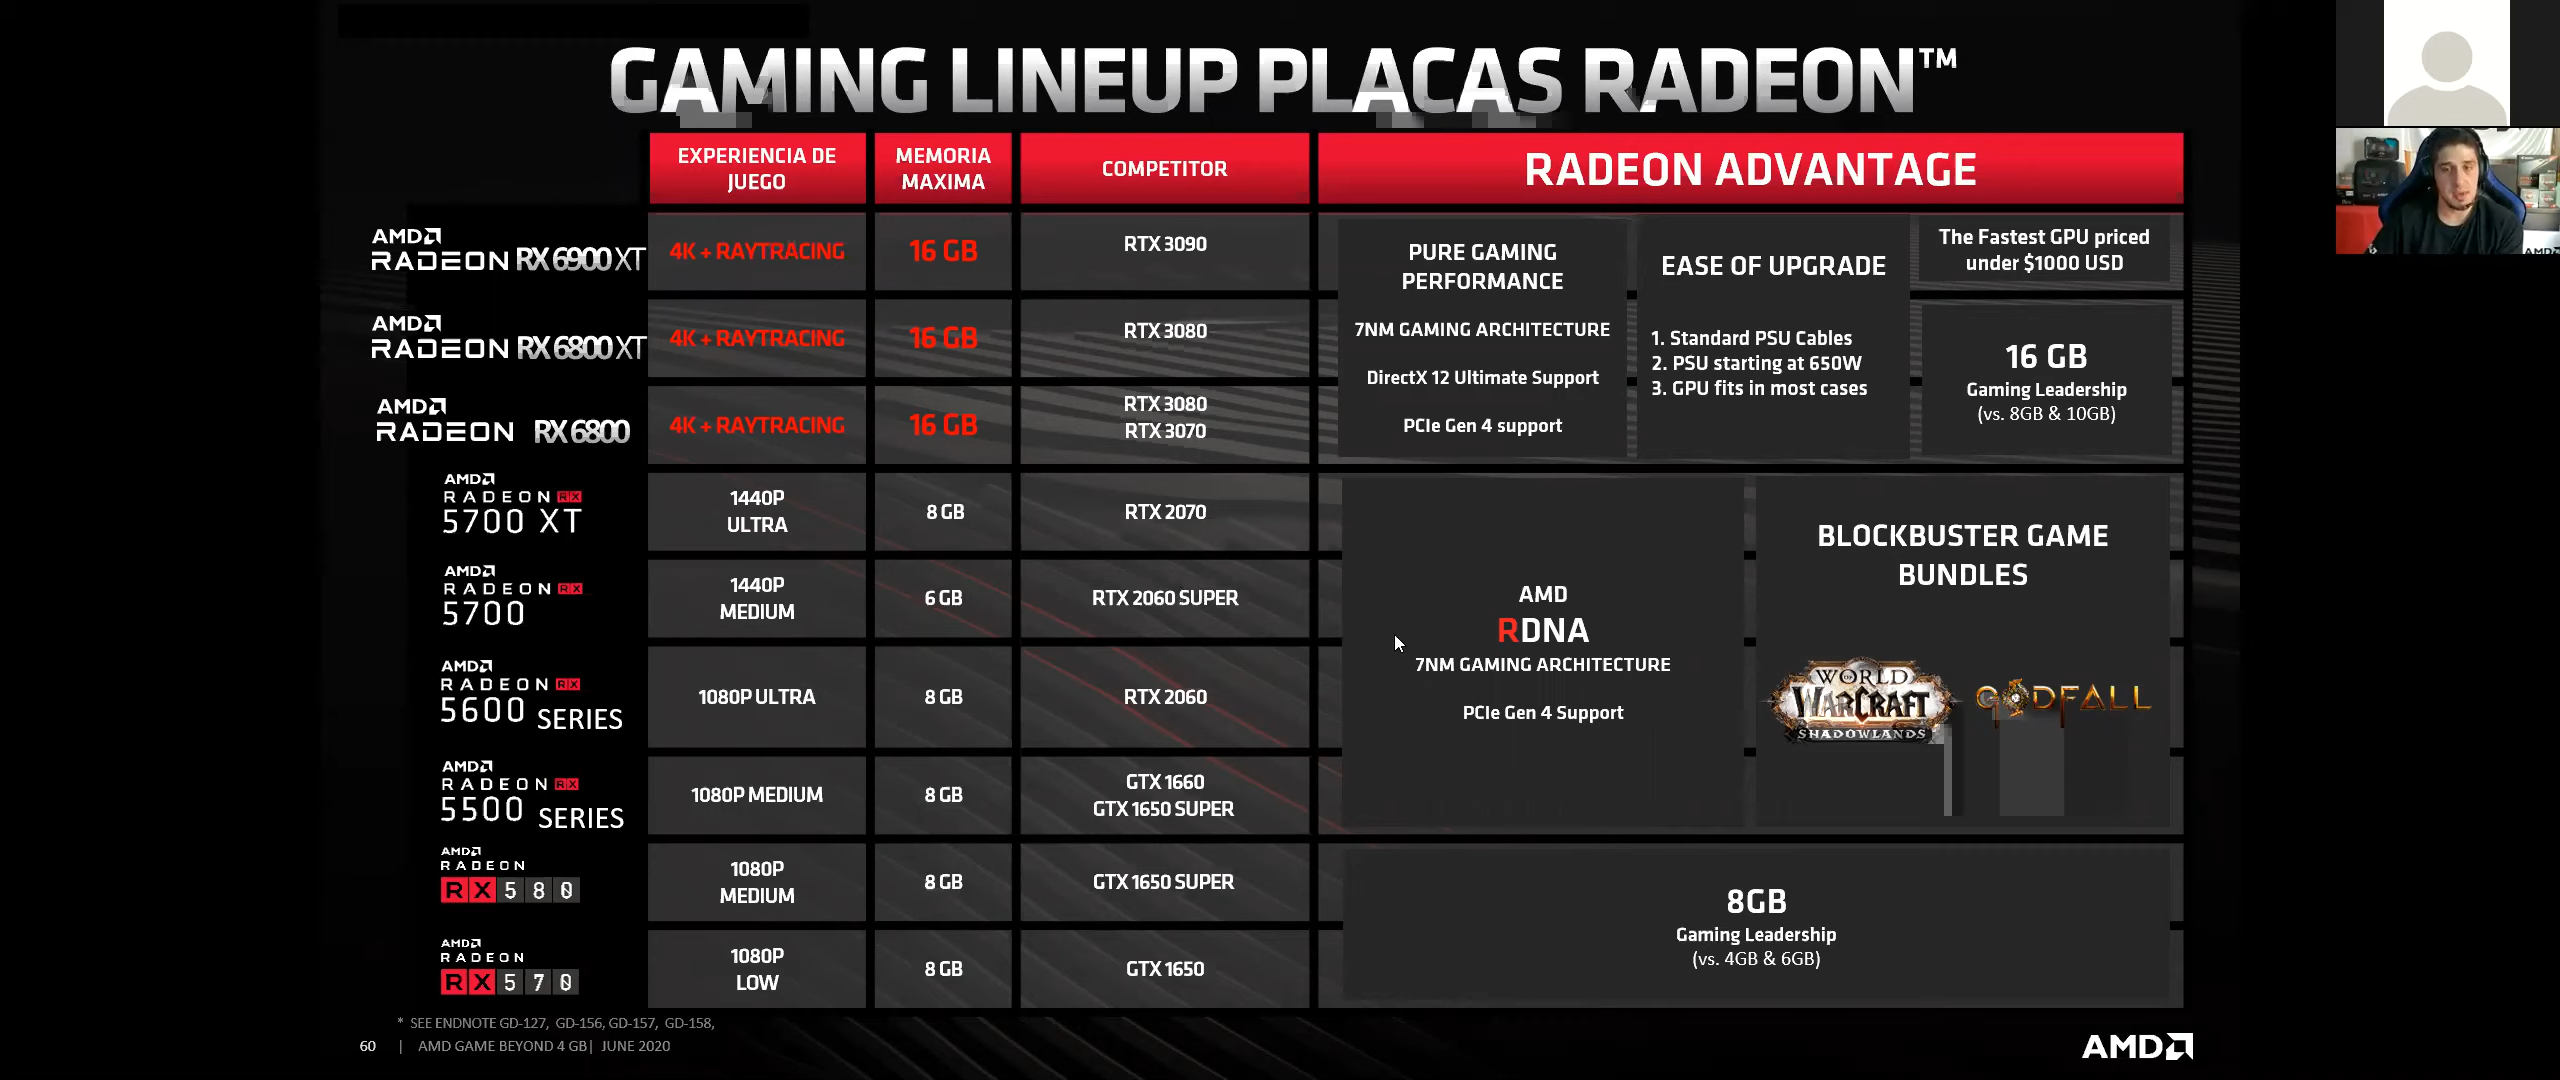 GAMING LINEUP PLACAS RADEON™
EXPERIENCIA DE
JUEGO
MEMORIA
MAXIMA
COMPETITOR
RADEON ADVANTAGE
AMD
RADEON RX 6900 XT
4K + RAYTRACING
16 GB
RTX 3090
AMD
RADEON RX 6800 XT
4K + RAYTRACING
16 GB
RTX 3080
AMD
RADEON RX 6800
4K + RAYTRACING
16 GB
RTX 3080
RTX 3070
PURE GAMING
PERFORMANCE
7NM GAMING ARCHITECTURE
DirectX 12 Ultimate Support
PCIe Gen 4 support
EASE OF UPGRADE
1. Standard PSU Cables
2. PSU starting at 650W
3. GPU fits in most cases
The Fastest GPU priced
under $1000 USD
16 GB
Gaming Leadership
(vs. 8GB & 10GB)
AMD
RADEON RX
5700 XT
1440P
ULTRA
8 GB
RTX 2070
AMD
RADEON RX
5700
1440P
MEDIUM
6 GB
RTX 2060 SUPER
AMD
RADEON RX
5600 SERIES
1080P ULTRA
8 GB
RTX 2060
AMD
RADEON RX
5500 SERIES
1080P MEDIUM
8 GB
GTX 1660
GTX 1650 SUPER
AMD
RDNA
7NM GAMING ARCHITECTURE
PCIe Gen 4 Support
BLOCKBUSTER GAME
BUNDLES
WORLD
OF
WARCRAFT
SHADOWLANDS
GODFALL
AMD
RADEON
RX 580
1080P
MEDIUM
8 GB
GTX 1650 SUPER
AMD
RADEON
RX 570
1080P
LOW
8 GB
GTX 1650
8GB
Gaming Leadership
(vs. 4GB & 6GB)
* SEE ENDNOTE GD-127, GD-156, GD-157, GD-158,
60 | AMD GAME BEYOND 4 GB| JUNE 2020
AMD